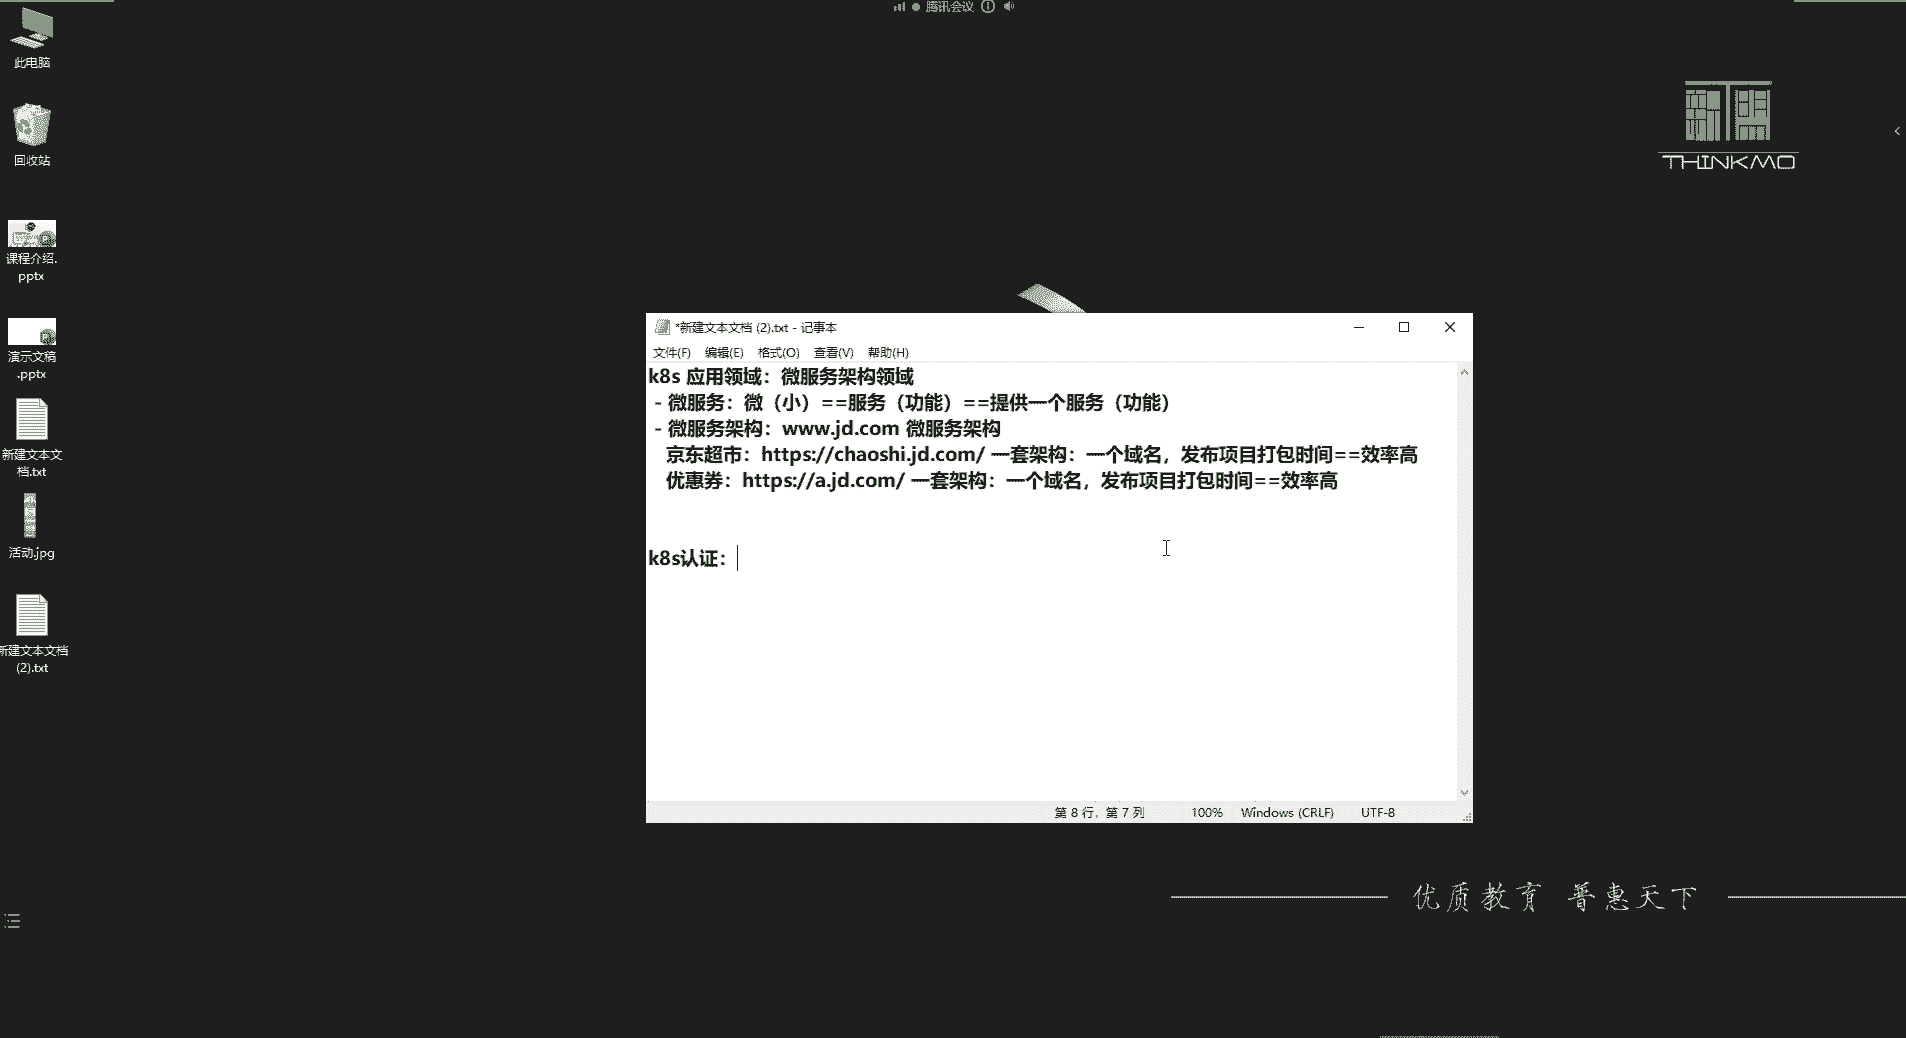 腾讯会议
此电脑
回收站
课程介绍.
pptx
演示文稿
.pptx
新建文本文
档.txt
活动.jpg
新建文本文档
(2).txt
THINKMO
*新建文本文档 (2).txt - 记事本
文件(F) 编辑(E) 格式(O) 查看(V) 帮助(H)
k8s 应用领域：微服务架构领域
- 微服务：微（小）==服务（功能）==提供一个服务（功能）
- 微服务架构：www.jd.com 微服务架构
京东超市：https://chaoshi.jd.com/ 一套架构：一个域名，发布项目打包时间==效率高
优惠券：https://a.jd.com/ 一套架构：一个域名，发布项目打包时间==效率高
k8s认证：
第 8 行，第 7 列 100% Windows (CRLF) UTF-8
优质教育 普惠天下